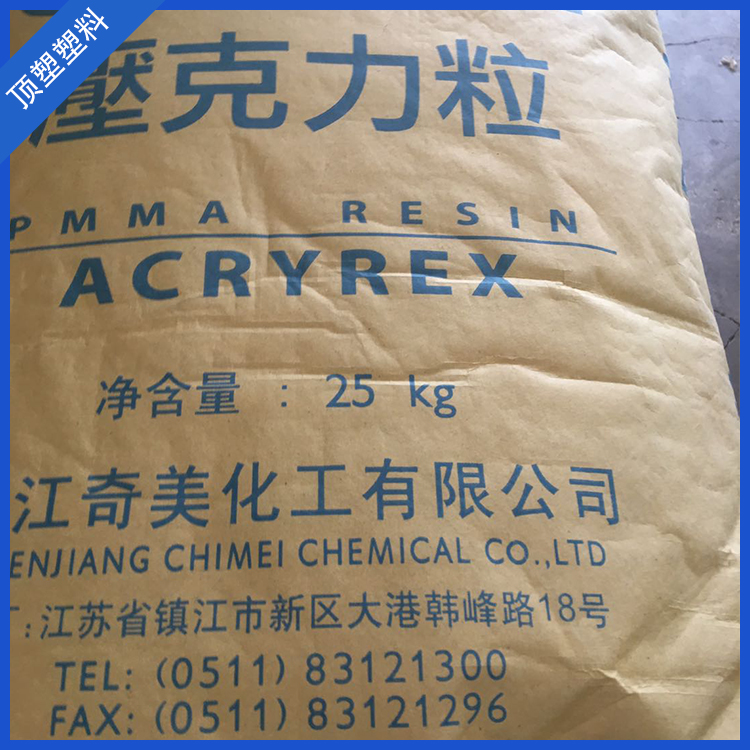 顶塑塑料
壓克力粒
PMMA RESIN
ACRYREX
净含量 : 25 kg
江奇美化工有限公司
ENJIANG CHIMEI CHEMICAL CO.,LTD
:江苏省镇江市新区大港韩峰路18号
TEL: (0511) 83121300
FAX: (0511) 83121296